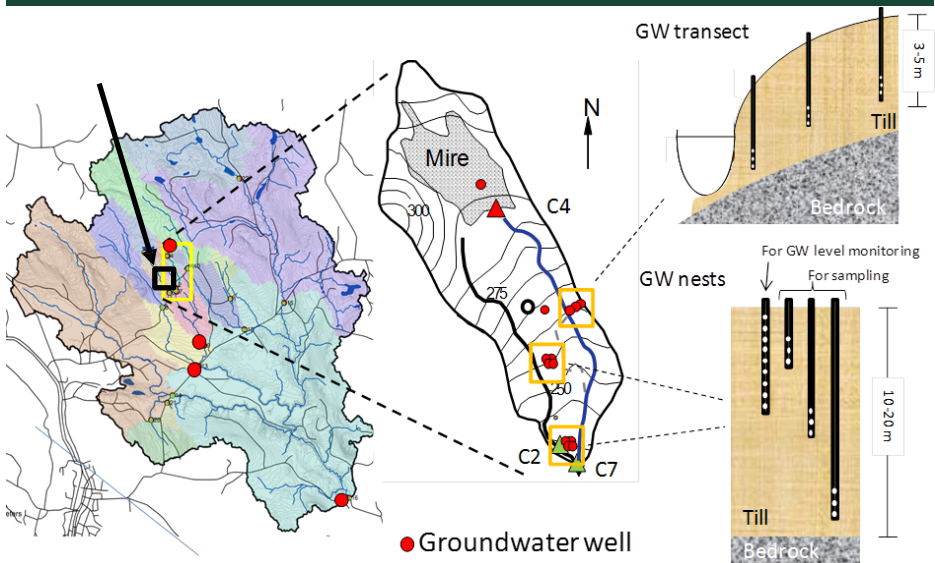 GW transect
3-5 m
Till
Bedrock
N
Mire
C4
300
275
250
C2
C7
GW nests
For GW level monitoring
For sampling
10-20 m
Till
Bedrock
eters
Groundwater well